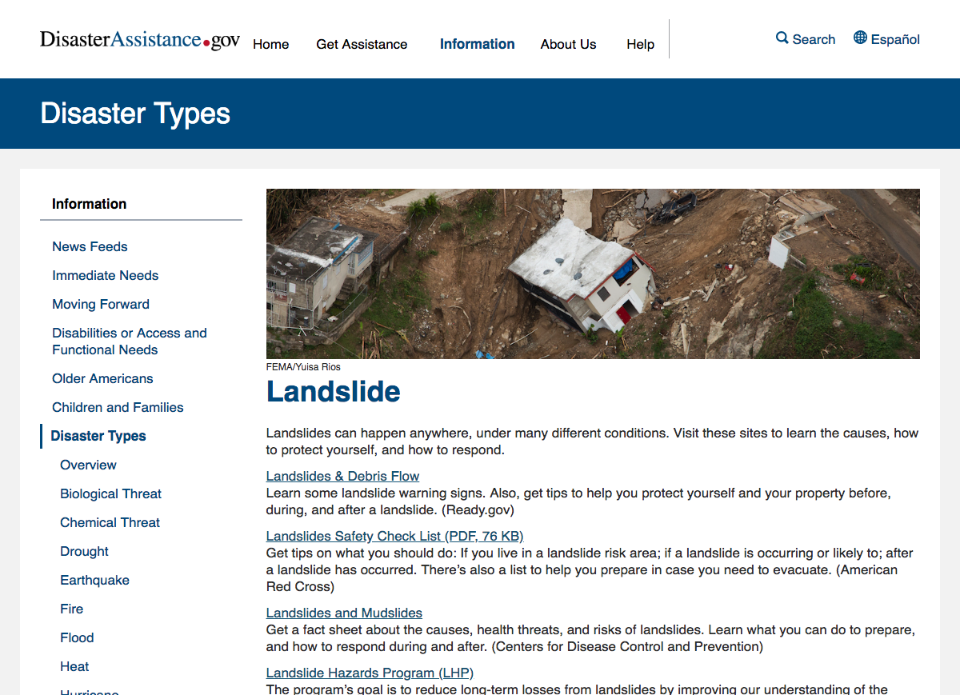 DisasterAssistance.gov
Home
Get Assistance
Information
About Us
Help
Search
Español
Disaster Types
Information
News Feeds
Immediate Needs
Moving Forward
Disabilities or Access and
Functional Needs
Older Americans
Children and Families
Disaster Types
Overview
Biological Threat
Chemical Threat
Drought
Earthquake
Fire
Flood
Heat
Hurricane
FEMA/Yuisa Rios
Landslide
Landslides can happen anywhere, under many different conditions. Visit these sites to learn the causes, how
to protect yourself, and how to respond.
Landslides & Debris Flow
Learn some landslide warning signs. Also, get tips to help you protect yourself and your property before,
during, and after a landslide. (Ready.gov)
Landslides Safety Check List (PDF, 76 KB)
Get tips on what you should do: If you live in a landslide risk area; if a landslide is occurring or likely to; after
a landslide has occurred. There's also a list to help you prepare in case you need to evacuate. (American
Red Cross)
Landslides and Mudslides
Get a fact sheet about the causes, health threats, and risks of landslides. Learn what you can do to prepare,
and how to respond during and after. (Centers for Disease Control and Prevention)
Landslide Hazards Program (LHP)
The program's goal is to reduce long-term losses from landslides by improving our understanding of the